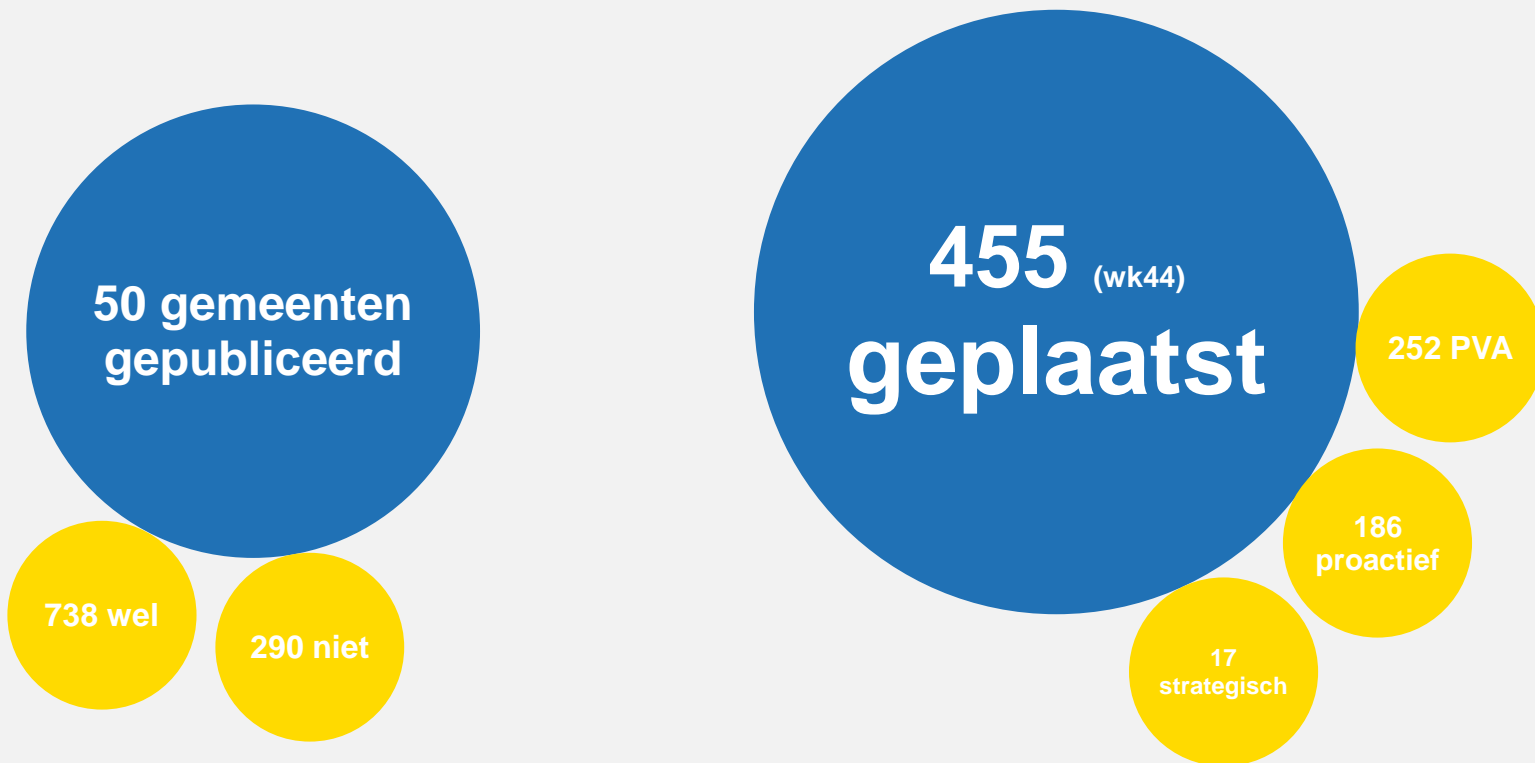 50 gemeenten
gepubliceerd
738 wel
290 niet
455 (wk44)
geplaatst
252 PVA
186
proactief
17
strategisch